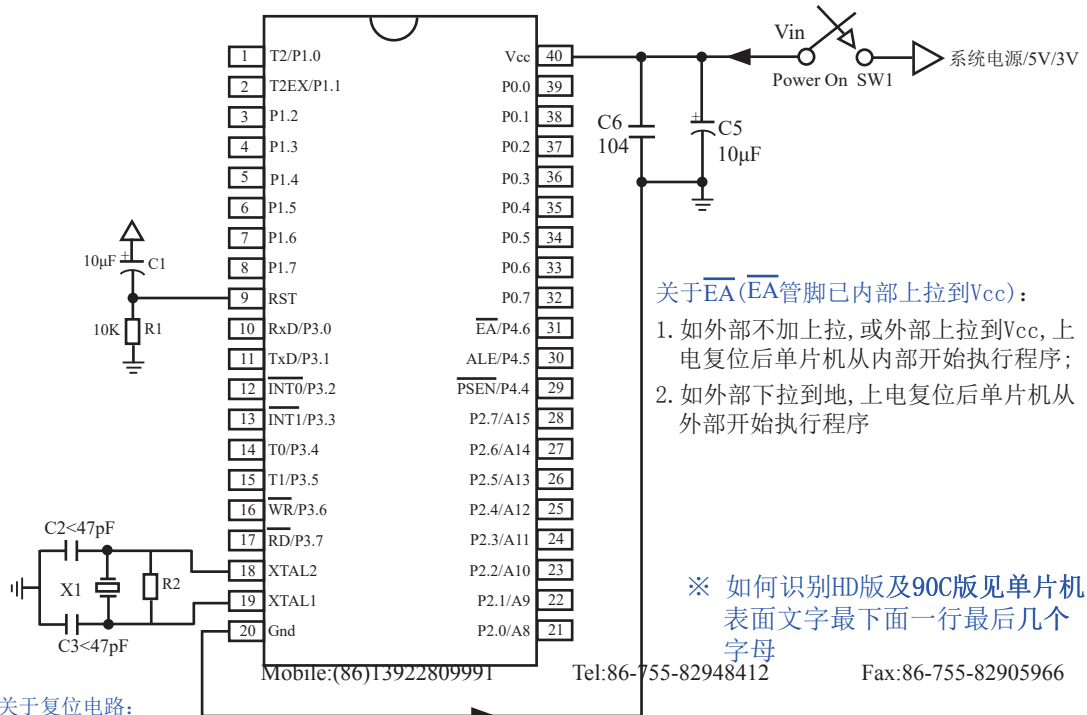 Vin
Power On SW1
系统电源/5V/3V
1 T2/P1.0
2 T2EX/P1.1
3 P1.2
4 P1.3
5 P1.4
6 P1.5
7 P1.6
8 P1.7
9 RST
10 RxD/P3.0
11 TxD/P3.1
12 INT0/P3.2
13 INT1/P3.3
14 T0/P3.4
15 T1/P3.5
16 WR/P3.6
17 RD/P3.7
18 XTAL2
19 XTAL1
20 Gnd
Vcc 40
P0.0 39
P0.1 38
P0.2 37
P0.3 36
P0.4 35
P0.5 34
P0.6 33
P0.7 32
EA/P4.6 31
ALE/P4.5 30
PSEN/P4.4 29
P2.7/A15 28
P2.6/A14 27
P2.5/A13 26
P2.4/A12 25
P2.3/A11 24
P2.2/A10 23
P2.1/A9 22
P2.0/A8 21
C6
104
+
C5
10μF
10μF + C1
10K R1
C2<47pF
X1 R2
C3<47pF
关于EA(EA管脚已内部上拉到Vcc):
1.如外部不加上拉,或外部上拉到Vcc,上
电复位后单片机从内部开始执行程序;
2.如外部下拉到地,上电复位后单片机从
外部开始执行程序
※ 如何识别HD版及90C版见单片机
表面文字最下面一行最后几个
字母
Mobile:(86)13922809991 Tel:86-755-82948412 Fax:86-755-82905966
关于复位电路: